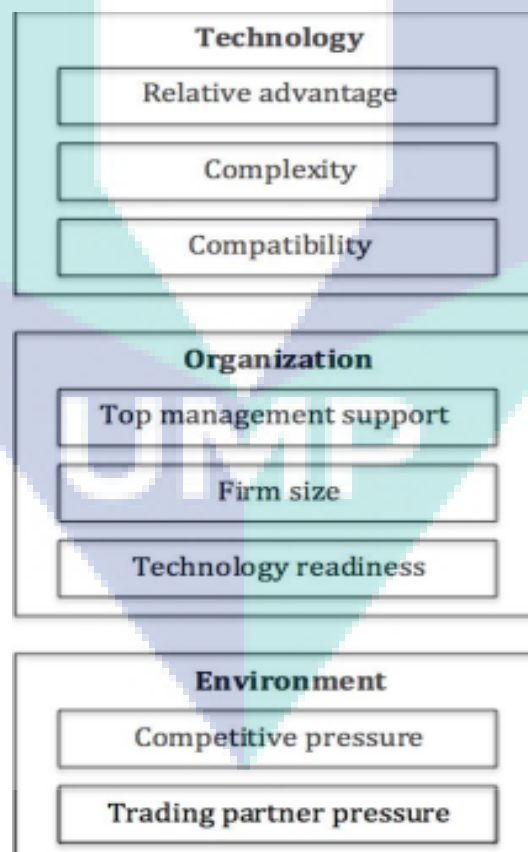 Technology
Relative advantage
Complexity
Compatibility
Organization
Top management support
UMP
Firm size
Technology readiness
Environment
Competitive pressure
Trading partner pressure